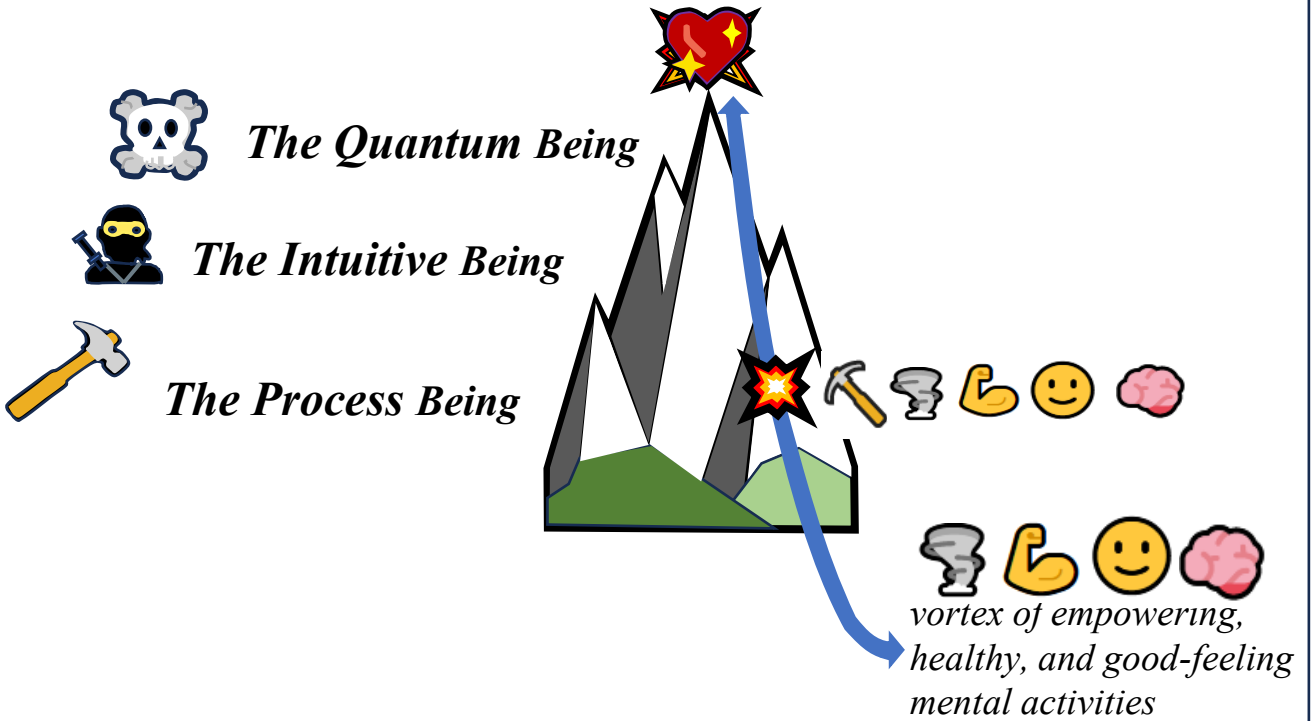 The Quantum Being
The Intuitive Being
The Process Being
vortex of empowering,
healthy, and good-feeling
mental activities